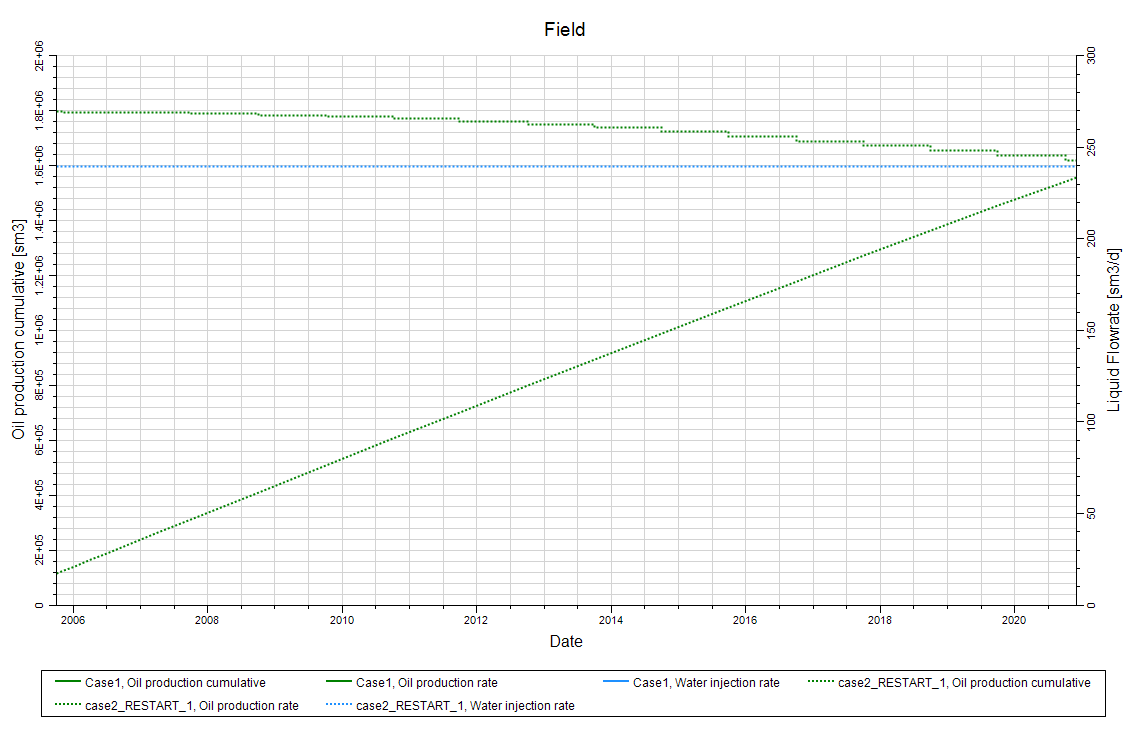 Field
Oil production cumulative [sm3]
2E+06
1.8E+06
1.6E+06
1.4E+06
1.2E+06
1E+06
8E+05
6E+05
4E+05
2E+05
0
300
250
200
150
100
50
0
Liquid Flowrate [sm3/d]
2006 2008 2010 2012 2014 2016 2018 2020
Date
Case1, Oil production cumulative Case1, Oil production rate Case1, Water injection rate case2_RESTART_1, Oil production cumulative
case2_RESTART_1, Oil production rate case2_RESTART_1, Water injection rate